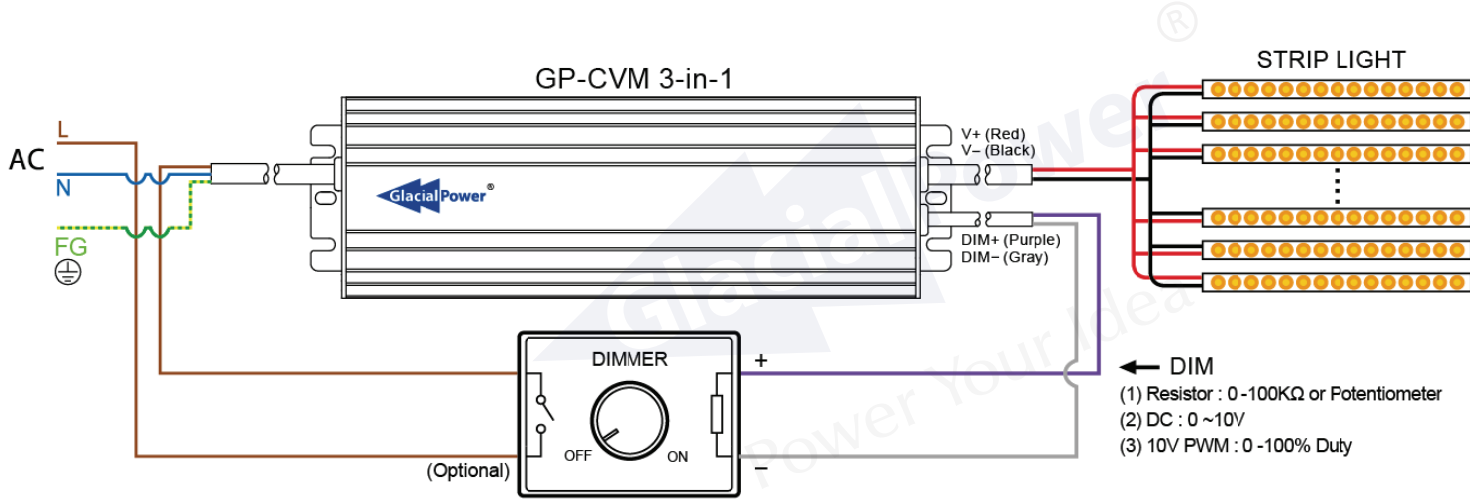 GP-CVM 3-in-1
STRIP LIGHT
AC
L
N
FG
GlacialPower®
V+ (Red)
V− (Black)
DIM+ (Purple)
DIM− (Gray)
DIMMER
OFF
ON
(Optional)
+
−
DIM
(1) Resistor : 0-100KΩ or Potentiometer
(2) DC : 0 ~10V
(3) 10V PWM : 0 -100% Duty
GlacialPower®
Power Your Idea